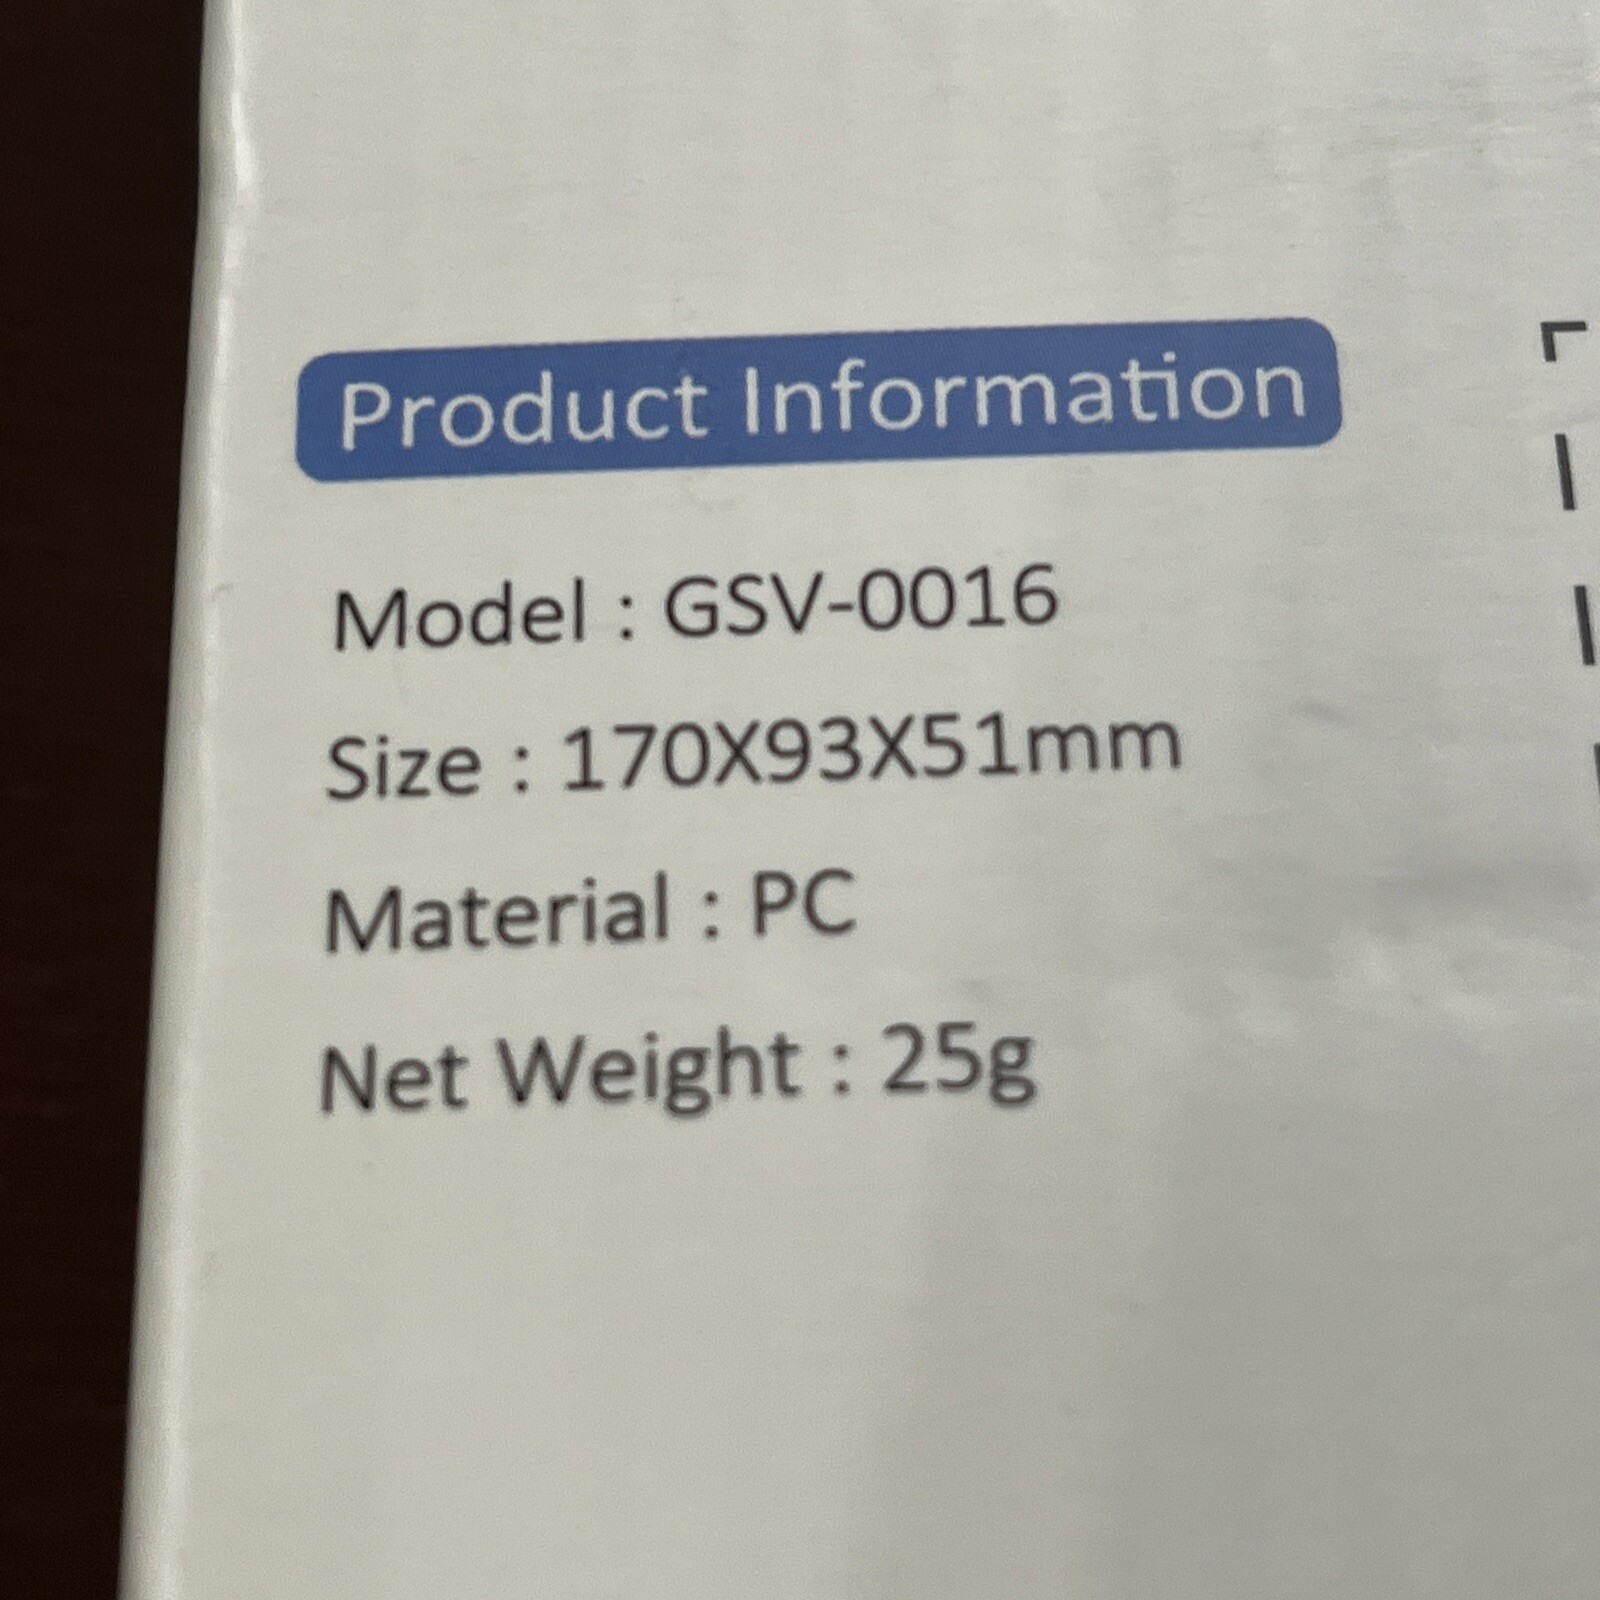 Product Information
Model : GSV-0016
Size : 170X93X51mm
Material : PC
Net Weight : 25g